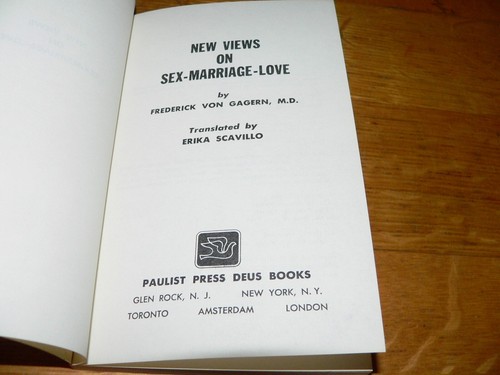 NEW VIEWS
ON
SEX-MARRIAGE-LOVE
by
FREDERICK VON GAGERN, M.D.
Translated by
ERIKA SCAVILLO
PAULIST PRESS DEUS BOOKS
GLEN ROCK, N. J. NEW YORK, N. Y.
TORONTO AMSTERDAM LONDON